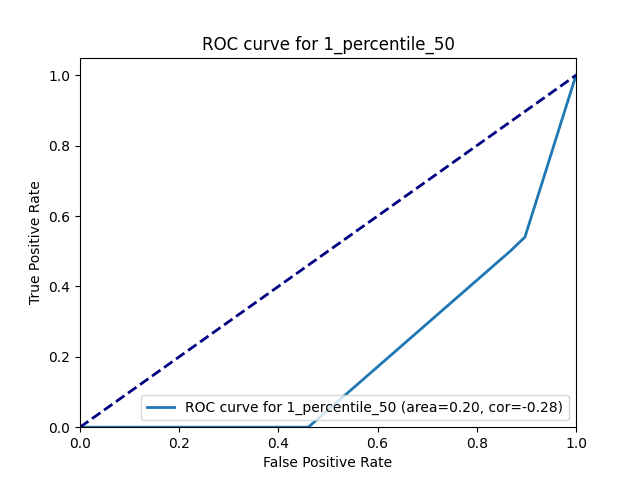 ROC curve for 1_percentile_50
1.0
0.8
0.6
0.4
0.2
0.0
True Positive Rate
ROC curve for 1_percentile_50 (area=0.20, cor=-0.28)
0.0 0.2 0.4 0.6 0.8 1.0
False Positive Rate